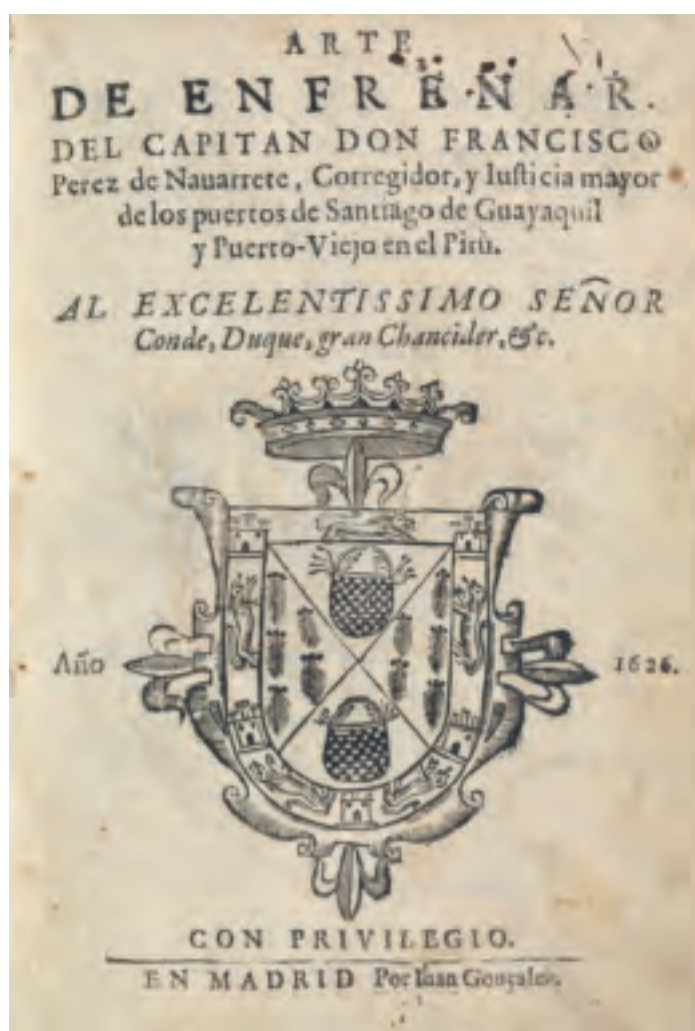 ARTE
DE ENFRENAR.
DEL CAPITAN DON FRANCISCO
Perez de Nauarrete, Corregidor, y Iusticia mayor
de los puertos de Santiago de Guayaquil
y Puerto-Viejo en el Pirù.
AL EXCELENTISSIMO SEÑOR
Conde, Duque, gran Chanciller, &c.
Año 1626.
CON PRIVILEGIO.
EN MADRID Por Iuan Gonçalez.